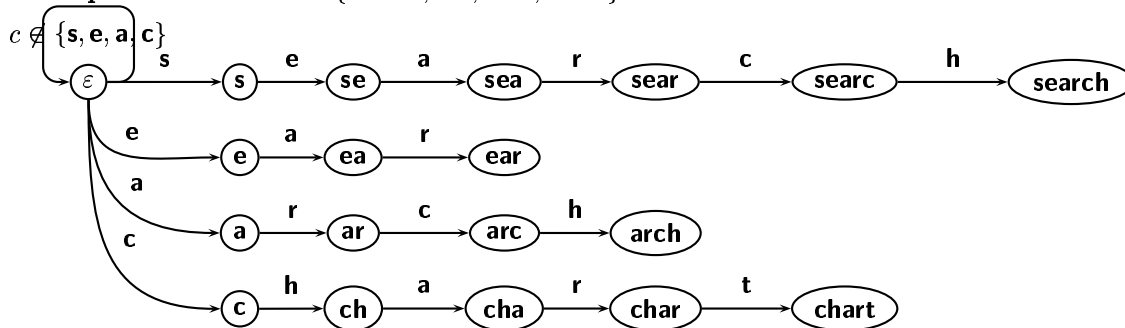 c ∉ {s, e, a, c}
s e a r c h
ε s se sea sear searc search
e a r
e ea ear
a r c h
a ar arc arch
c h a r t
c ch cha char chart